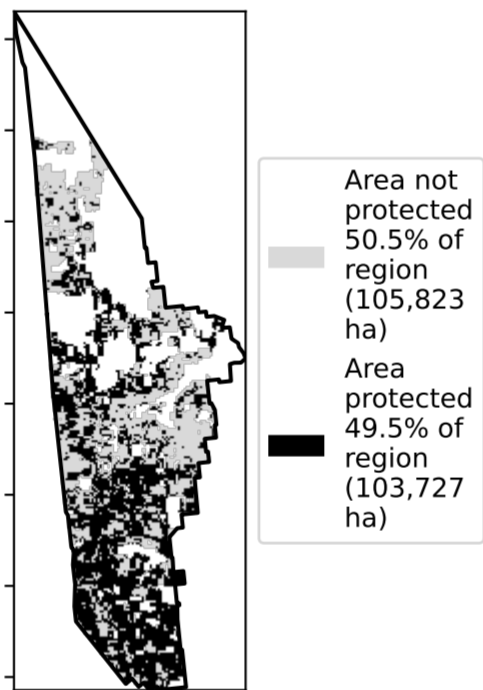 Area not
protected
50.5% of
region
(105,823
ha)
Area
protected
49.5% of
region
(103,727
ha)